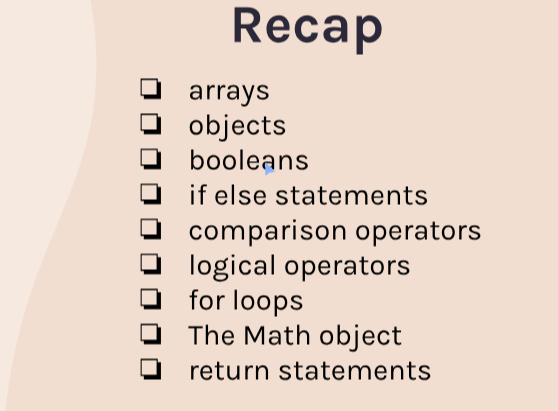 Recap
❏ arrays
❏ objects
❏ booleans
❏ if else statements
❏ comparison operators
❏ logical operators
❏ for loops
❏ The Math object
❏ return statements